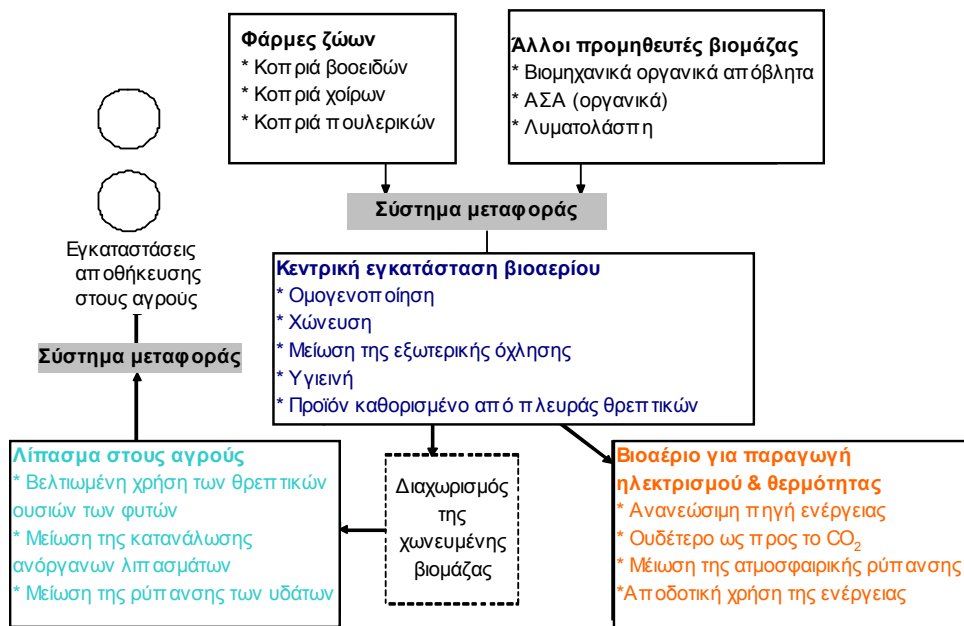 Φάρμες ζώων
* Κοπριά βοοειδών
* Κοπριά χοίρων
* Κοπριά πουλερικών
Άλλοι προμηθευτές βιομάζας
* Βιομηχανικά οργανικά απόβλητα
* ΑΣΑ (οργανικά)
* Λυματολάσπη
Σύστημα μεταφοράς
Κεντρική εγκατάσταση βιοαερίου
* Ομογενοποίηση
* Χώνευση
* Μείωση της εξωτερικής όχλησης
* Υγιεινή
* Προϊόν καθορισμένο από πλευράς θρεπτικών
Εγκαταστάσεις
αποθήκευσης
στους αγρούς
Σύστημα μεταφοράς
Λίπασμα στους αγρούς
* Βελτιωμένη χρήση των θρεπτικών
ουσιών των φυτών
* Μείωση της κατανάλωσης
ανόργανων λιπασμάτων
* Μείωση της ρύπανσης των υδάτων
Διαχωρισμός
της
χωνευμένης
βιομάζας
Βιοαέριο για παραγωγή
ηλεκτρισμού & θερμότητας
* Ανανεώσιμη πηγή ενέργειας
* Ουδέτερο ως προς το CO₂
* Μέιωση της ατμοσφαιρικής ρύπανσης
*Αποδοτική χρήση της ενέργειας